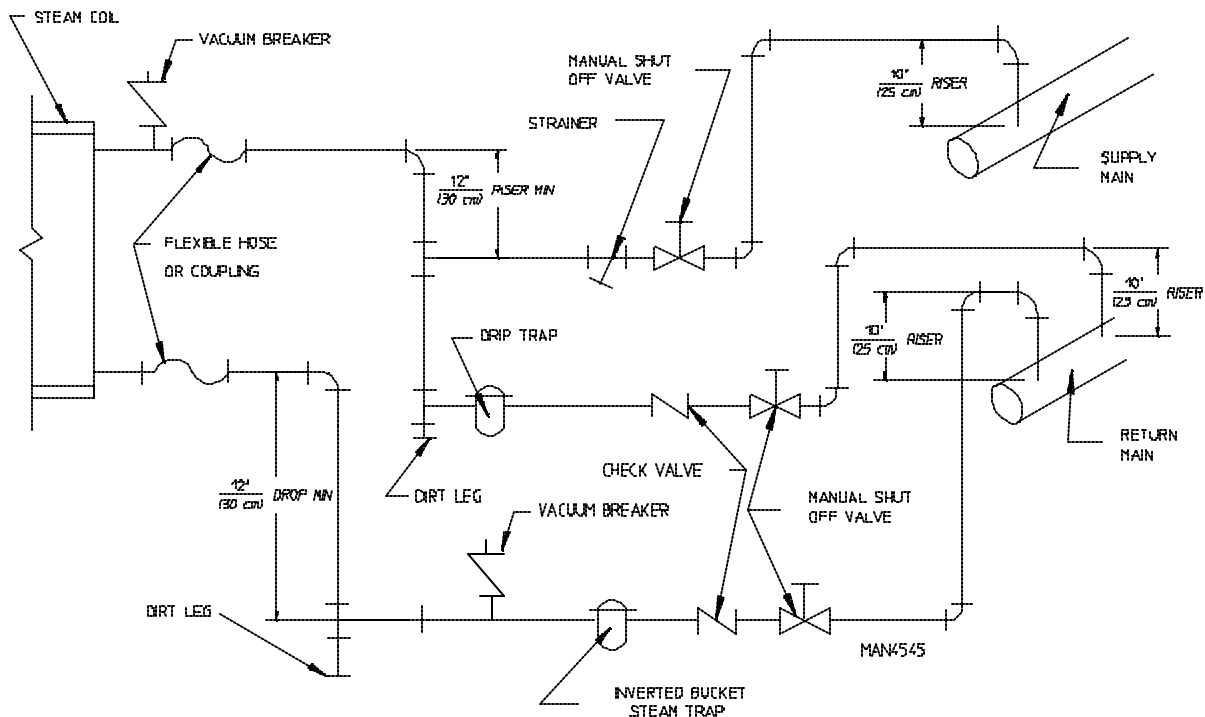 STEAM COIL
VACUUM BREAKER
MANUAL SHUT
OFF VALVE
10"
(25 cm) RISER
STRAINER
SUPPLY
MAIN
12"
(30 cm) RISER MIN
FLEXIBLE HOSE
OR COUPLING
10'
(25 cm) RISER
10'
(25 cm) RISER
DRIP TRAP
RETURN
MAIN
CHECK VALVE
12'
(30 cm) DROP MIN
DIRT LEG
MANUAL SHUT
OFF VALVE
VACUUM BREAKER
DIRT LEG
MAN4545
INVERTED BUCKET
STEAM TRAP